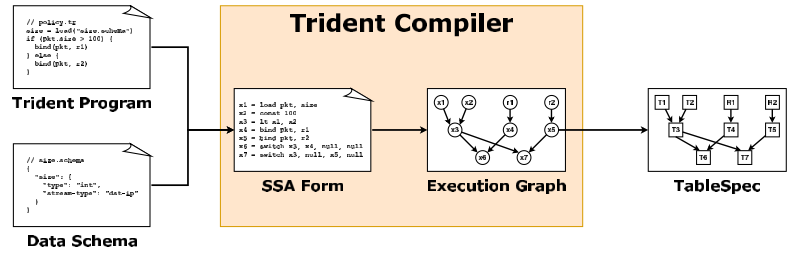 // policy.tr
size = load("size.schema")
if (pkt.size > 100) {
bind(pkt, r1)
} else {
bind(pkt, r2)
}
Trident Program
// size.schema
{
"size": {
"type": "int",
"stream-type": "dst-ip"
}
}
Data Schema
Trident Compiler
x1 = load pkt, size
x2 = const 100
x3 = lt x1, x2
x4 = bind pkt, r1
x5 = bind pkt, r2
x6 = switch x3, x4, null, null
x7 = switch x3, null, x5, null
SSA Form
x1 x2 r1 r2
x3 x4 x5
x6 x7
Execution Graph
T1 T2 R1 R2
T3 T4 T5
T6 T7
TableSpec